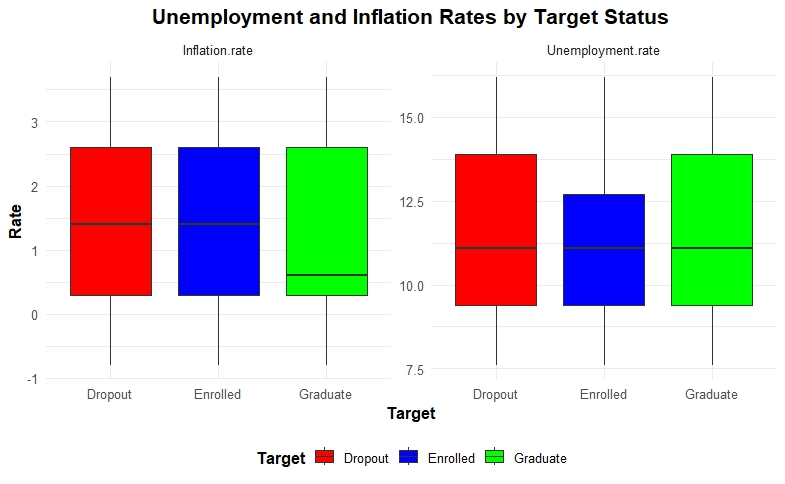 Unemployment and Inflation Rates by Target Status
Inflation.rate
Unemployment.rate
Rate
3
2
1
0
-1
15.0
12.5
10.0
7.5
Dropout
Enrolled
Graduate
Dropout
Enrolled
Graduate
Target
Target
Dropout
Enrolled
Graduate